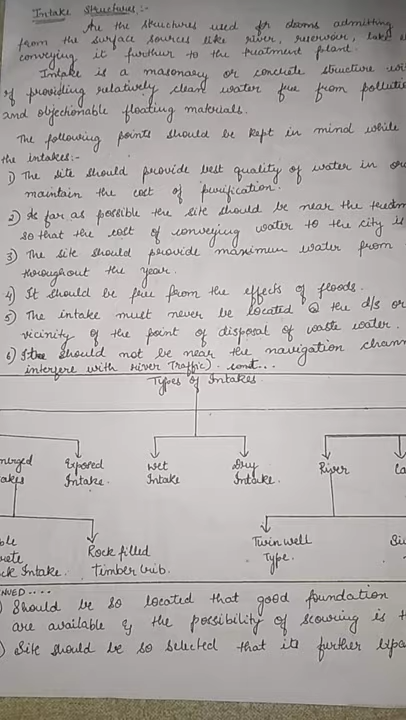 Intake Structures:-
Are the structures used for doams admitting
from the surface sources like river, reservoir, lake
conveying it further to the treatment plant.
Intake is a masonary or concrete structure
of providing relatively clean water free from
and objectionable floating materials.
The following points should be kept in mind while
the intakes:-
1) The site should provide best quality of water in
maintain the cost of purification.
2) As far as possible the site should be near the
so that the cost of conveying water to the city is
3) The site should provide maximum water from
throughout the year.
4) It should be free from the effects of floods.
5) The intake must never be located @ the d/s or
vicinity of the point of disposal of waste water.
6) should not be near the navigation
interfere with river Traffic). cont...
Types of Intakes
Exposed Intake.
Wet Intake
Dry Intake.
River
Rock filled Timber crib.
Twin well Type.
Intake.
Should be so located that good foundation
are available & the possibility of scouring is
Site should be so selected that its further